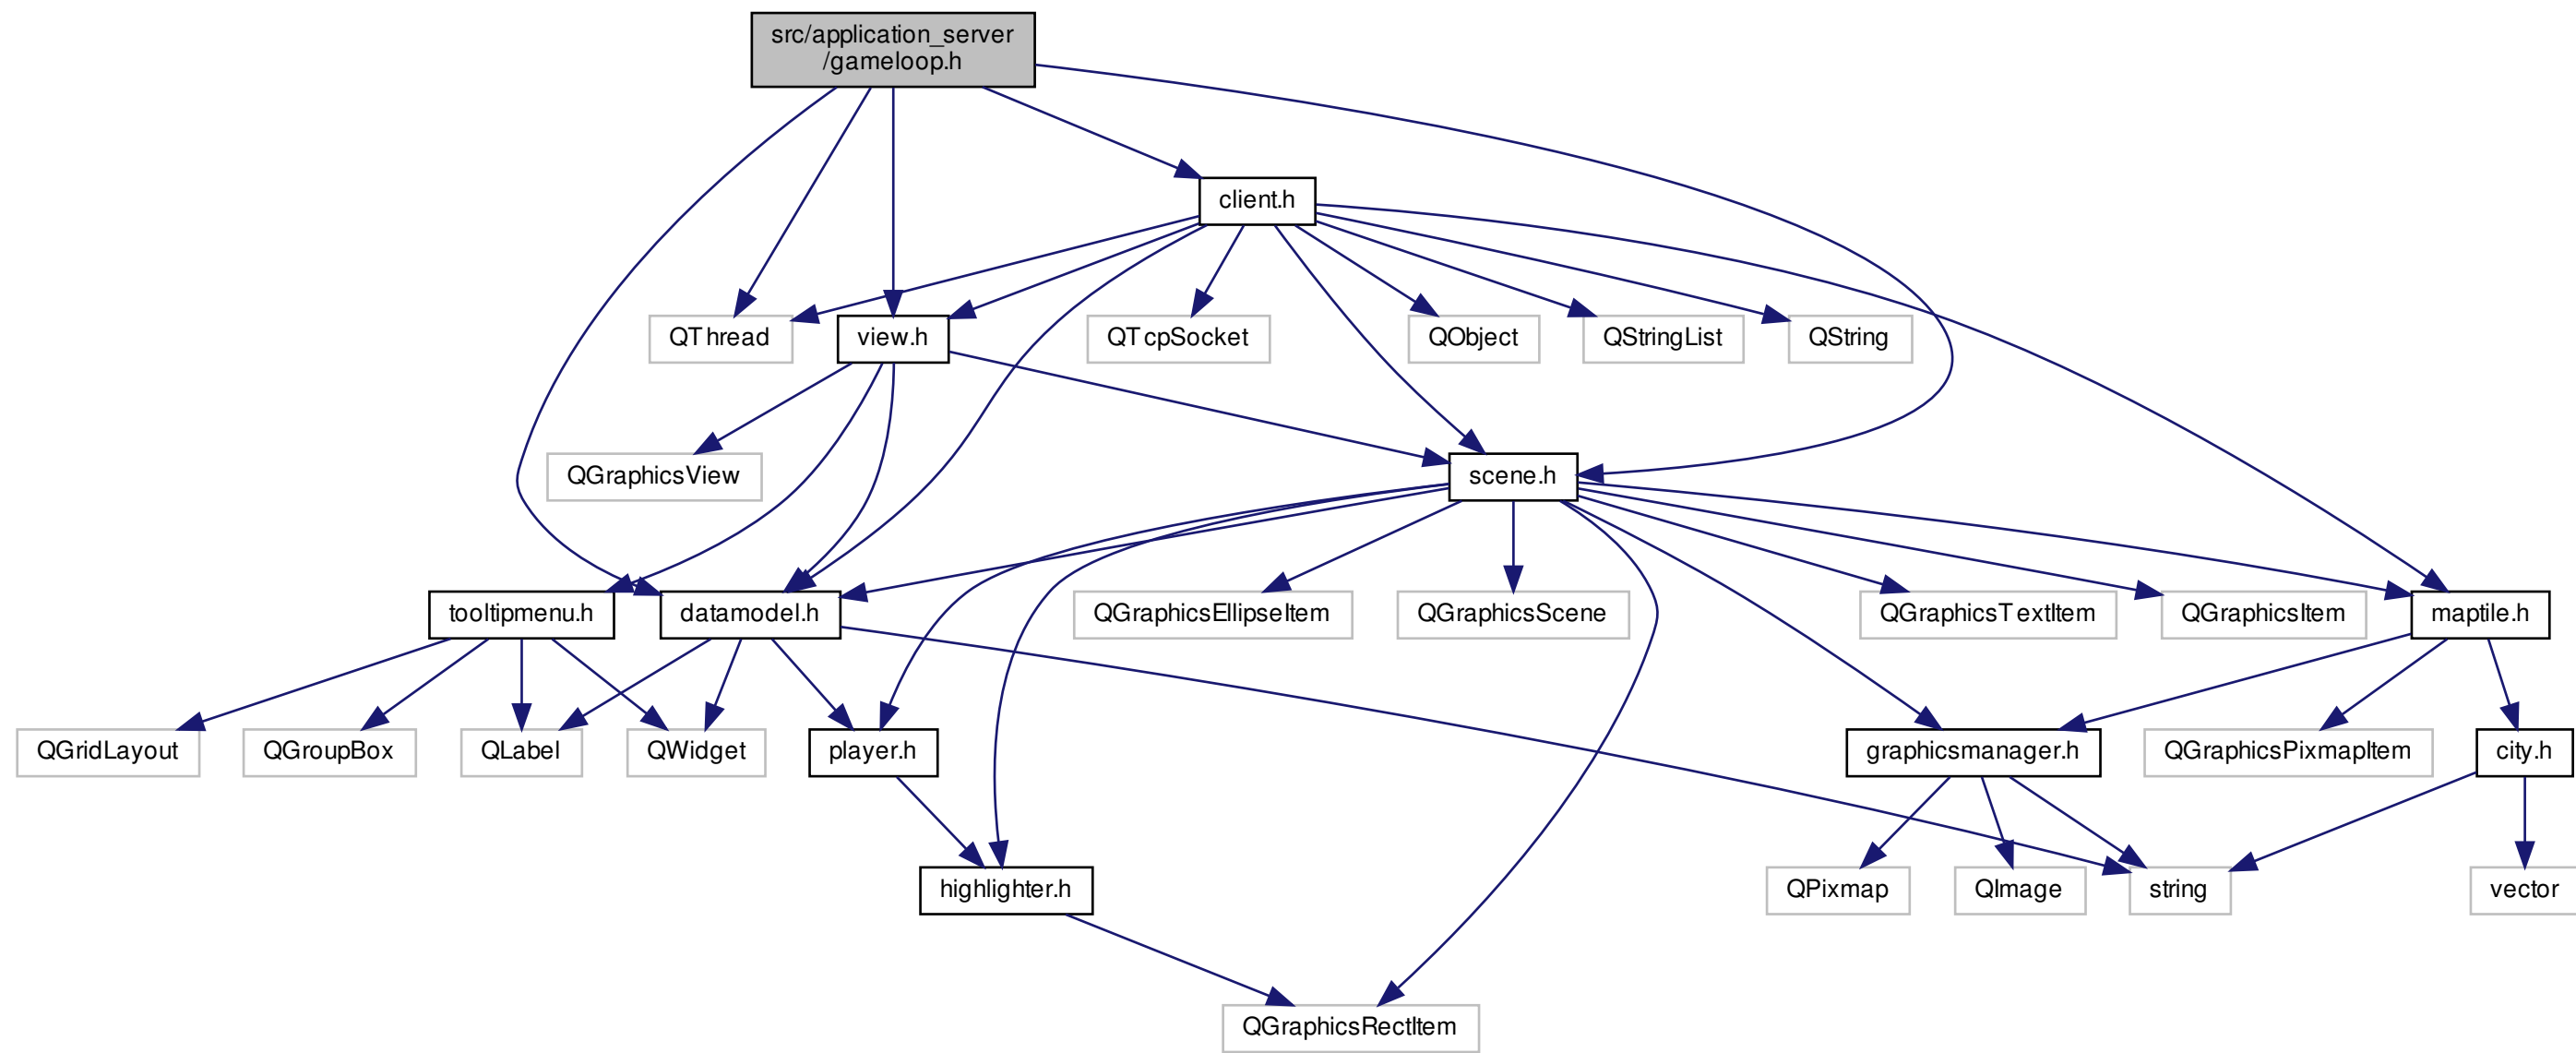 src/application_server
/gameloop.h
client.h
QThread
view.h
QTcpSocket
QObject
QStringList
QString
QGraphicsView
scene.h
tooltipmenu.h
datamodel.h
QGraphicsEllipseItem
QGraphicsScene
QGraphicsTextItem
QGraphicsItem
maptile.h
QGridLayout
QGroupBox
QLabel
QWidget
player.h
graphicsmanager.h
QGraphicsPixmapItem
city.h
highlighter.h
QPixmap
QImage
string
vector
QGraphicsRectItem